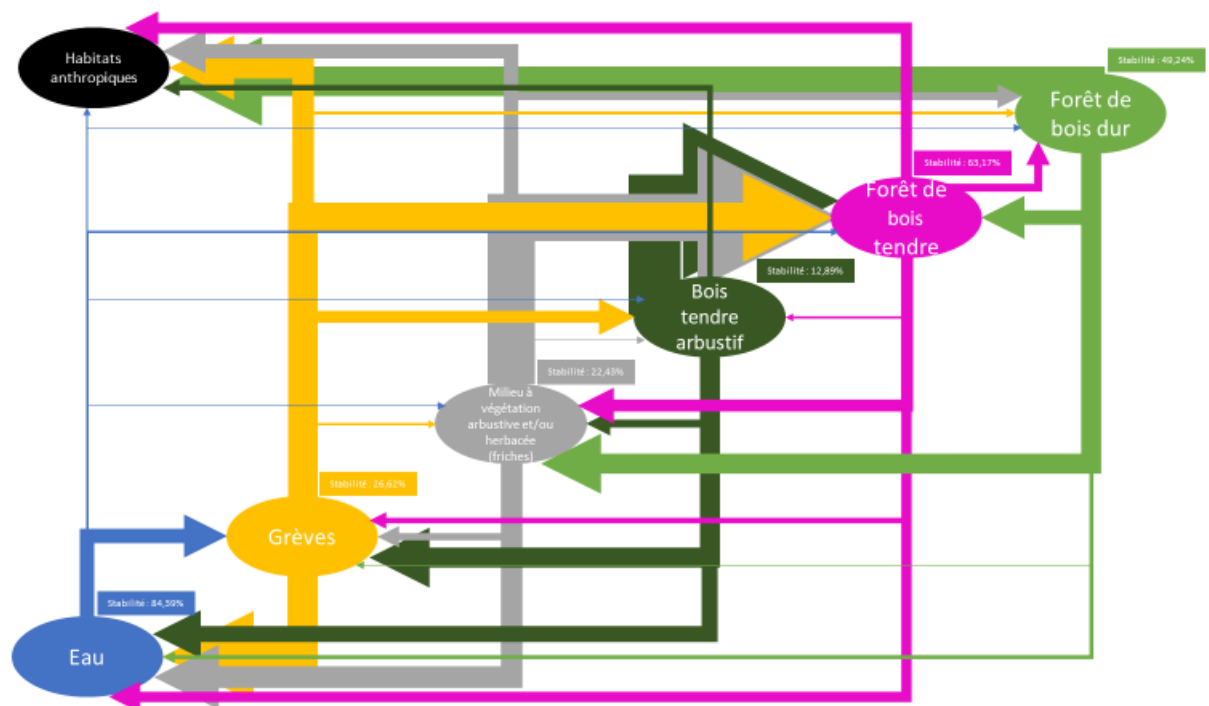 Habitats
anthropiques
Stabilité : 49,24%
Forêt de
bois dur
Stabilité : 63,17%
Forêt de
bois
tendre
Stabilité : 12,89%
Bois
tendre
arbustif
Stabilité : 22,43%
Milieu à
végétation
arbustive et/ou
herbacée
(friches)
Stabilité : 26,62%
Grèves
Stabilité : 84,39%
Eau